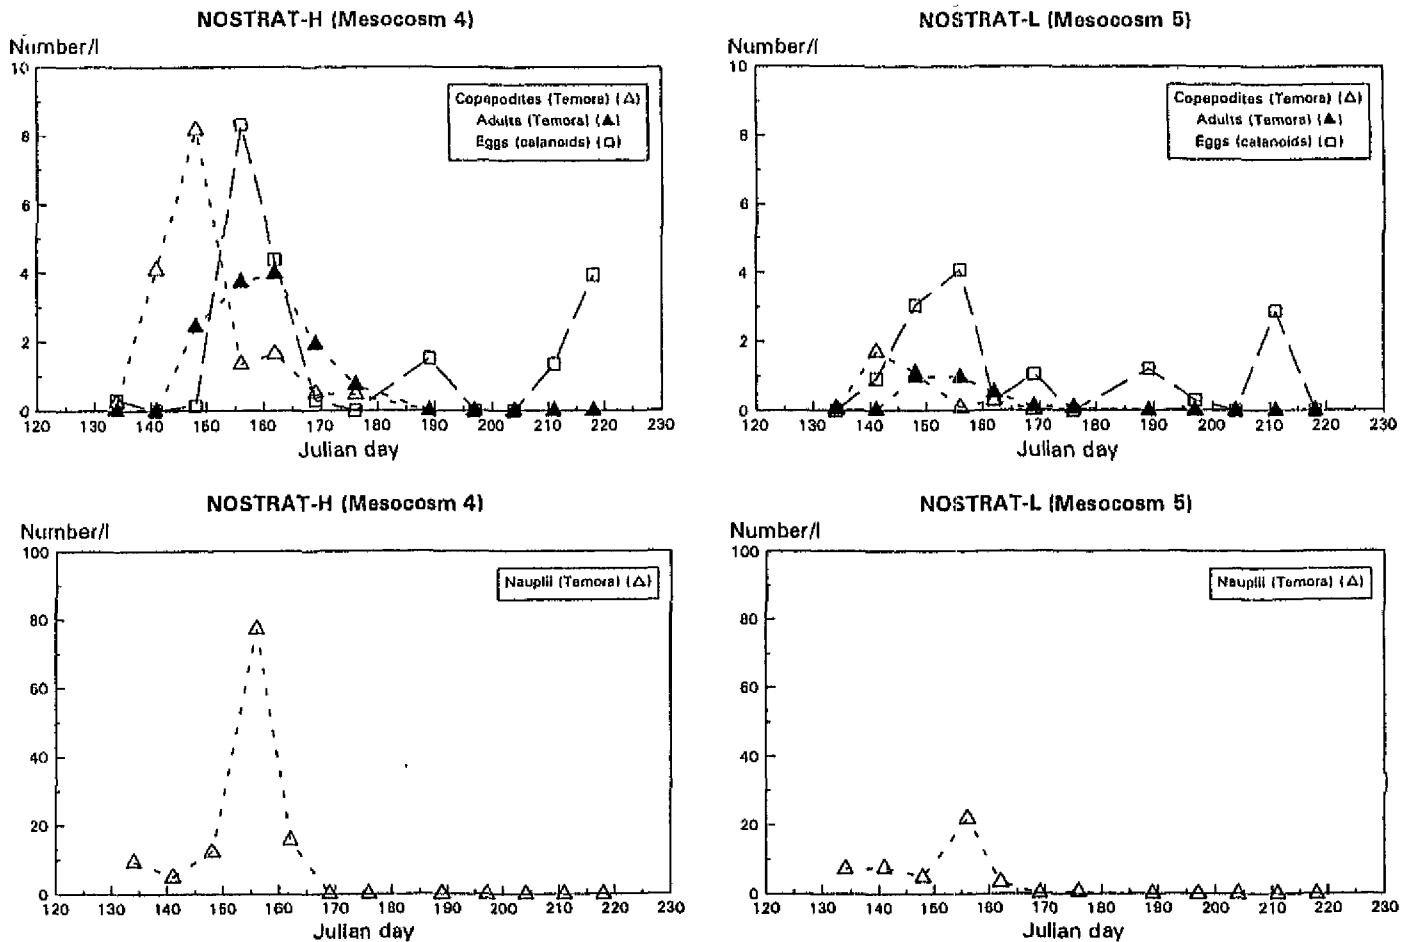 NOSTRAT-H (Mesocosm 4)
Number/l
10
8
6
4
2
0
Copepodites (Temora) (△)
Adults (Temora) (▲)
Eggs (calanoids) (□)
120 130 140 150 160 170 180 190 200 210 220 230
Julian day
NOSTRAT-L (Mesocosm 5)
Number/l
10
8
6
4
2
0
Copepodites (Temora) (△)
Adults (Temora) (▲)
Eggs (calanoids) (□)
120 130 140 150 160 170 180 190 200 210 220 230
Julian day
NOSTRAT-H (Mesocosm 4)
Number/l
100
80
60
40
20
0
Nauplii (Temora) (△)
120 130 140 150 160 170 180 190 200 210 220 230
Julian day
NOSTRAT-L (Mesocosm 5)
Number/l
100
80
60
40
20
0
Nauplii (Temora) (△)
120 130 140 150 160 170 180 190 200 210 220 230
Julian day